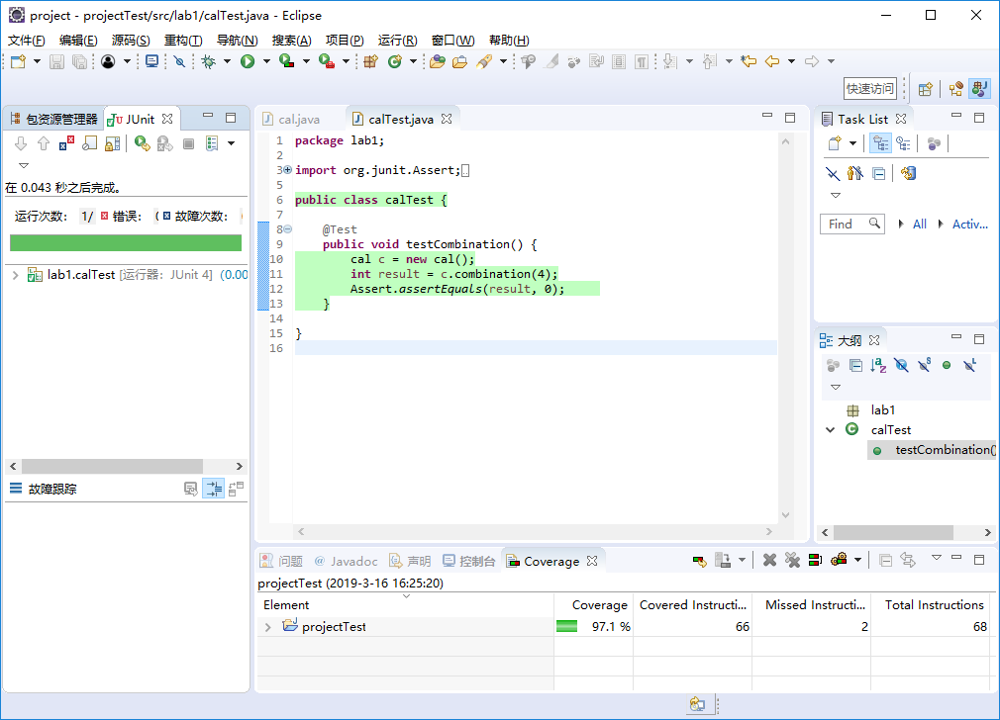 project - projectTest/src/lab1/calTest.java - Eclipse
文件(F) 编辑(E) 源码(S) 重构(T) 导航(N) 搜索(A) 项目(P) 运行(R) 窗口(W) 帮助(H)
快速访问
包资源管理器 JUnit
在 0.043 秒之后完成。
运行次数: 1/ 错误: 故障次数:
lab1.calTest [运行器: JUnit 4] (0.00
故障跟踪
cal.java calTest.java
1 package lab1;
2
3 import org.junit.Assert;
5
6 public class calTest {
7
8 @Test
9 public void testCombination() {
10 cal c = new cal();
11 int result = c.combination(4);
12 Assert.assertEquals(result, 0);
13 }
14
15 }
16
Task List
Find All Activ...
大纲
lab1
calTest
testCombination()
问题 @ Javadoc 声明 控制台 Coverage
projectTest (2019-3-16 16:25:20)
Element Coverage Covered Instructi... Missed Instructi... Total Instructions
projectTest 97.1 % 66 2 68